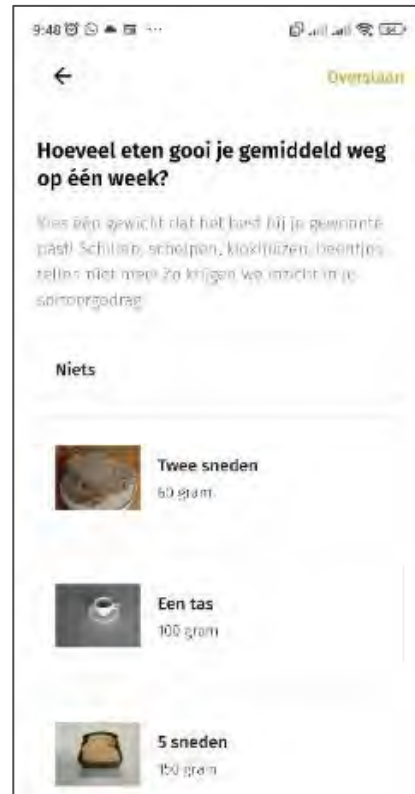 9:48
Overslaan
Hoeveel eten gooi je gemiddeld weg
op één week?
Kies één gewicht dat het best bij je gewoonte
past! Schillen, schelpen, klokhuizen, beentjes
tellen niet mee! Zo krijgen we inzicht in je
Niets
Twee sneden
60 gram
Een tas
100 gram
5 sneden
150 gram